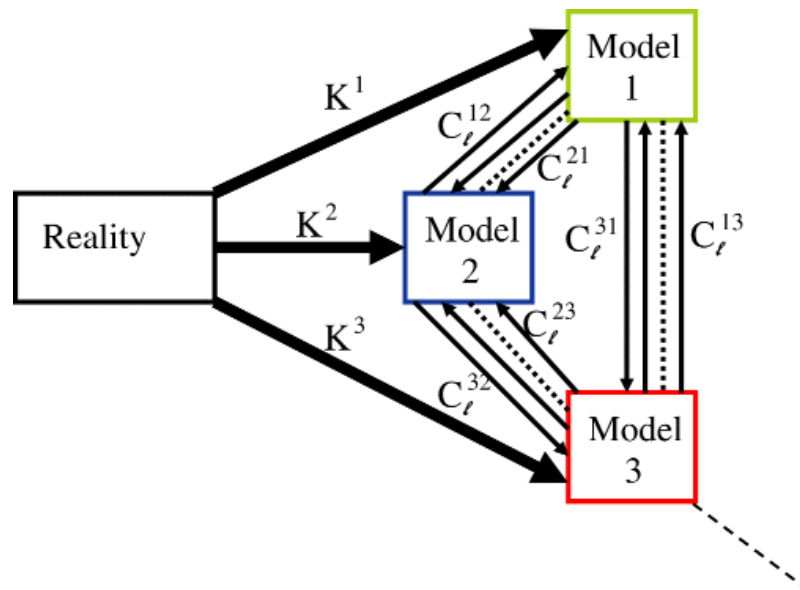 Model
1
K¹
Cℓ¹²
Cℓ²¹
Reality
K²
Model
2
Cℓ³¹
Cℓ¹³
K³
Cℓ²³
Cℓ³²
Model
3